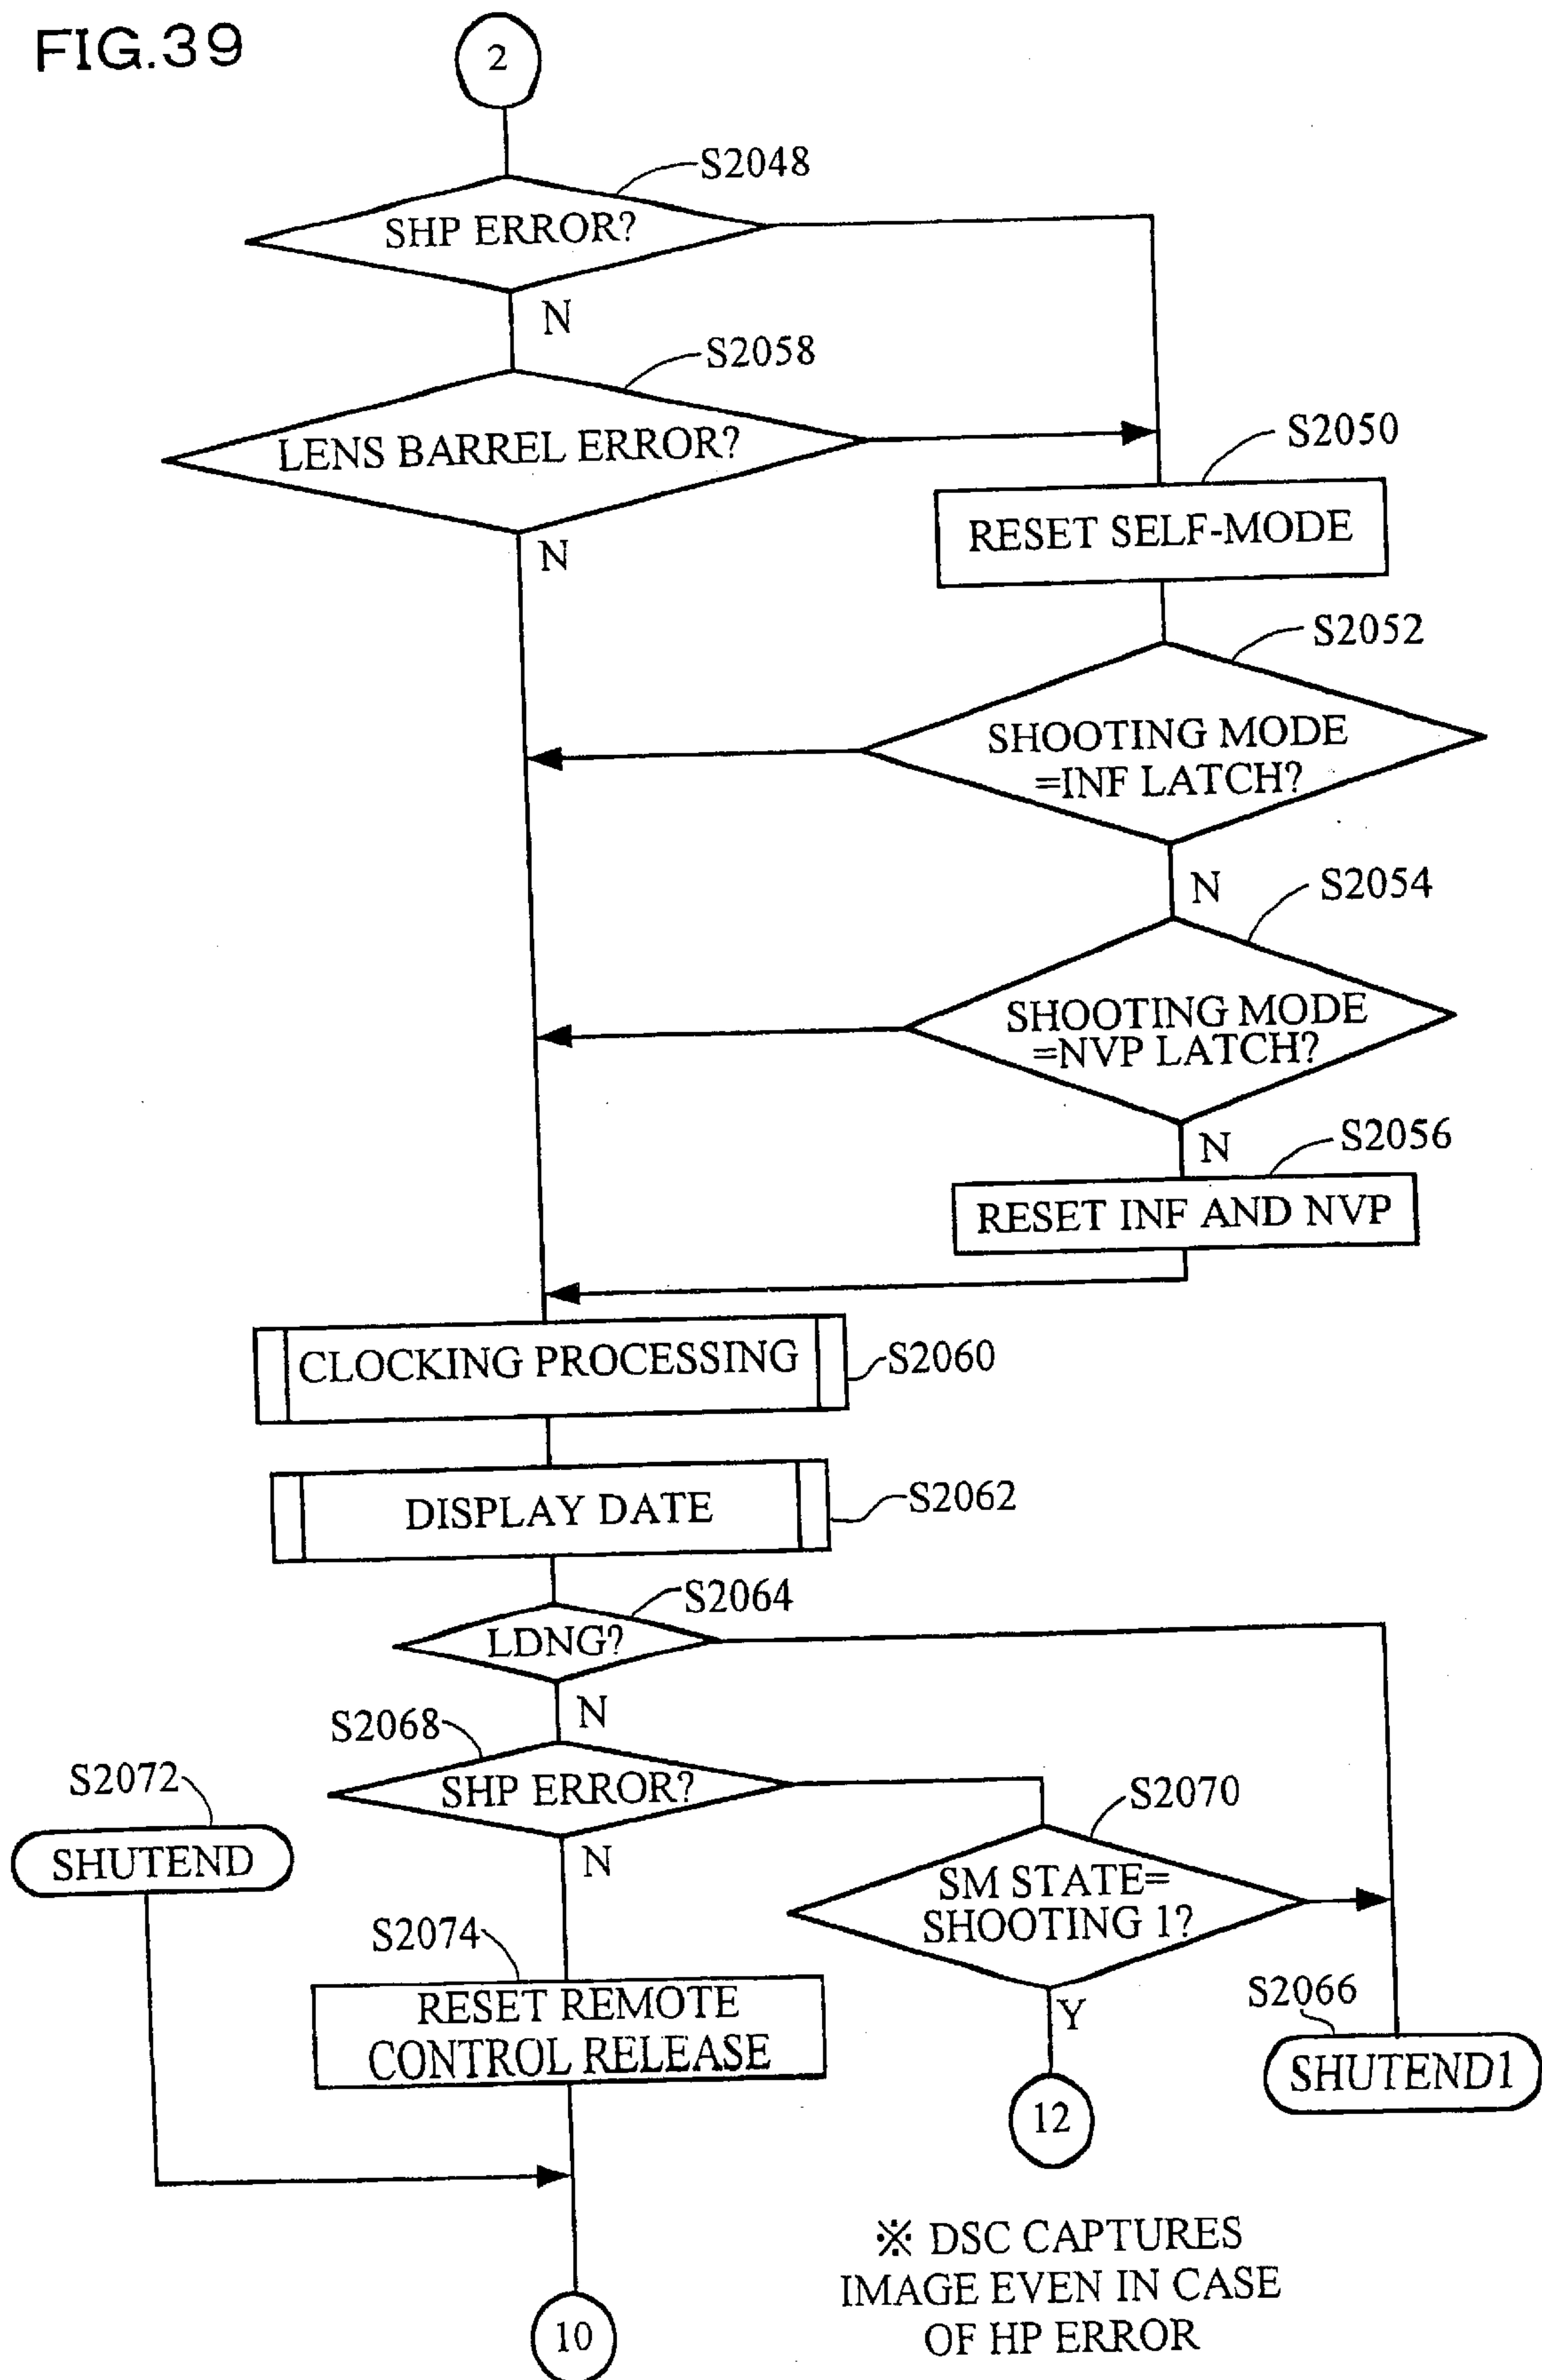 FIG.39
2
S2048
SHP ERROR?
N
S2058
LENS BARREL ERROR?
N
S2050
RESET SELF-MODE
S2052
SHOOTING MODE
=INF LATCH?
N
S2054
SHOOTING MODE
=NVP LATCH?
N
S2056
RESET INF AND NVP
CLOCKING PROCESSING
S2060
DISPLAY DATE
S2062
S2064
LDNG?
N
S2068
SHP ERROR?
N
S2070
SM STATE=
SHOOTING 1?
Y
12
S2066
SHUTEND1
S2072
SHUTEND
S2074
RESET REMOTE
CONTROL RELEASE
10
※ DSC CAPTURES
IMAGE EVEN IN CASE
OF HP ERROR